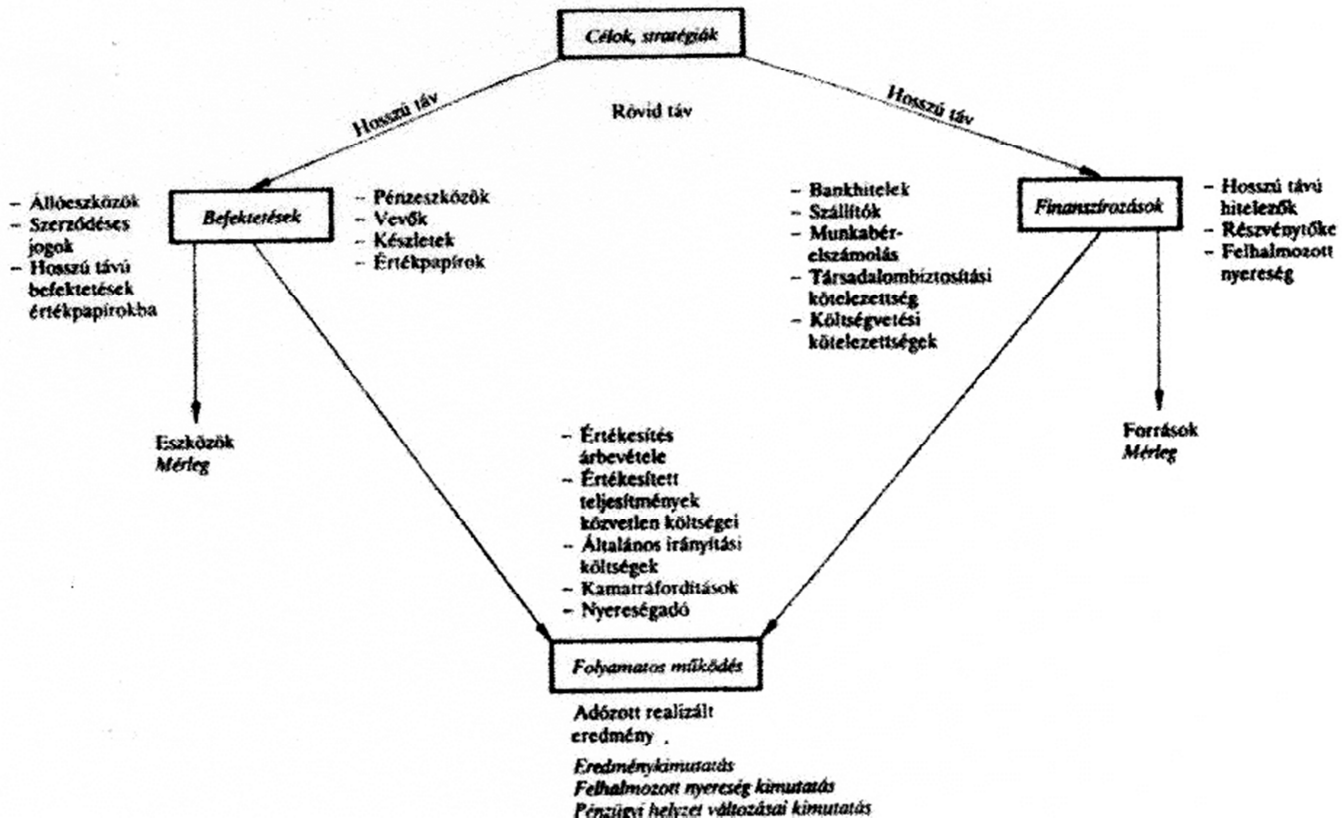 Célok, stratégiák
Hosszú táv
Rövid táv
Hosszú táv
– Állóeszközök
– Szerződéses
jogok
– Hosszú távú
befektetések
értékpapírokba
Befektetések
– Pénzeszközök
– Vevők
– Készletek
– Értékpapírok
– Bankhitelek
– Szállítók
– Munkabér-
elszámolás
– Társadalombiztosítási
kötelezettség
– Költségvetési
kötelezettségek
Finanszírozások
– Hosszú távú
hitelezők
– Részvénytőke
– Felhalmozott
nyereség
Eszközök
Mérleg
– Értékesítés
árbevétele
– Értékesített
teljesítmények
közvetlen költségei
– Általános irányítási
költségek
– Kamatráfordítások
– Nyereségadó
Források
Mérleg
Folyamatos működés
Adózott realizált
eredmény
Eredménykimutatás
Felhalmozott nyereség kimutatás
Pénzügyi helyzet változásai kimutatás